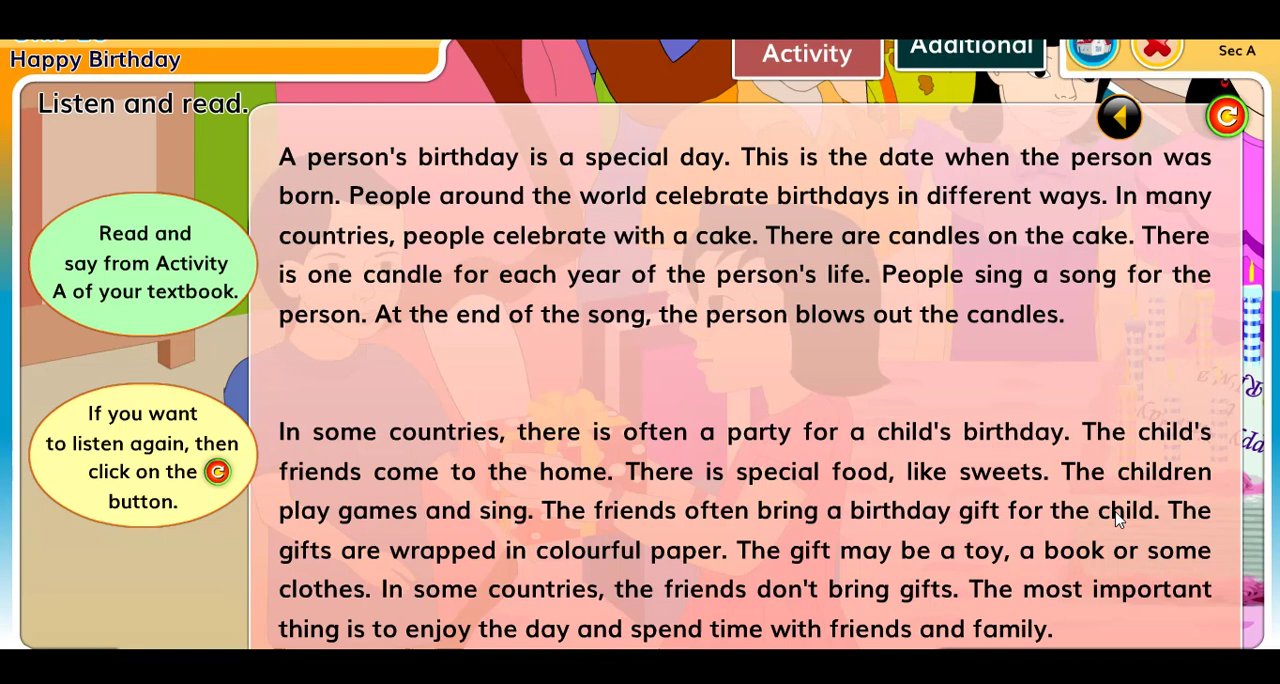 Happy Birthday
Activity
Additional
Sec A
Listen and read.
A person's birthday is a special day. This is the date when the person was
born. People around the world celebrate birthdays in different ways. In many
countries, people celebrate with a cake. There are candles on the cake. There
is one candle for each year of the person's life. People sing a song for the
person. At the end of the song, the person blows out the candles.
Read and
say from Activity
A of your textbook.
If you want
to listen again, then
click on the
button.
In some countries, there is often a party for a child's birthday. The child's
friends come to the home. There is special food, like sweets. The children
play games and sing. The friends often bring a birthday gift for the child. The
gifts are wrapped in colourful paper. The gift may be a toy, a book or some
clothes. In some countries, the friends don't bring gifts. The most important
thing is to enjoy the day and spend time with friends and family.